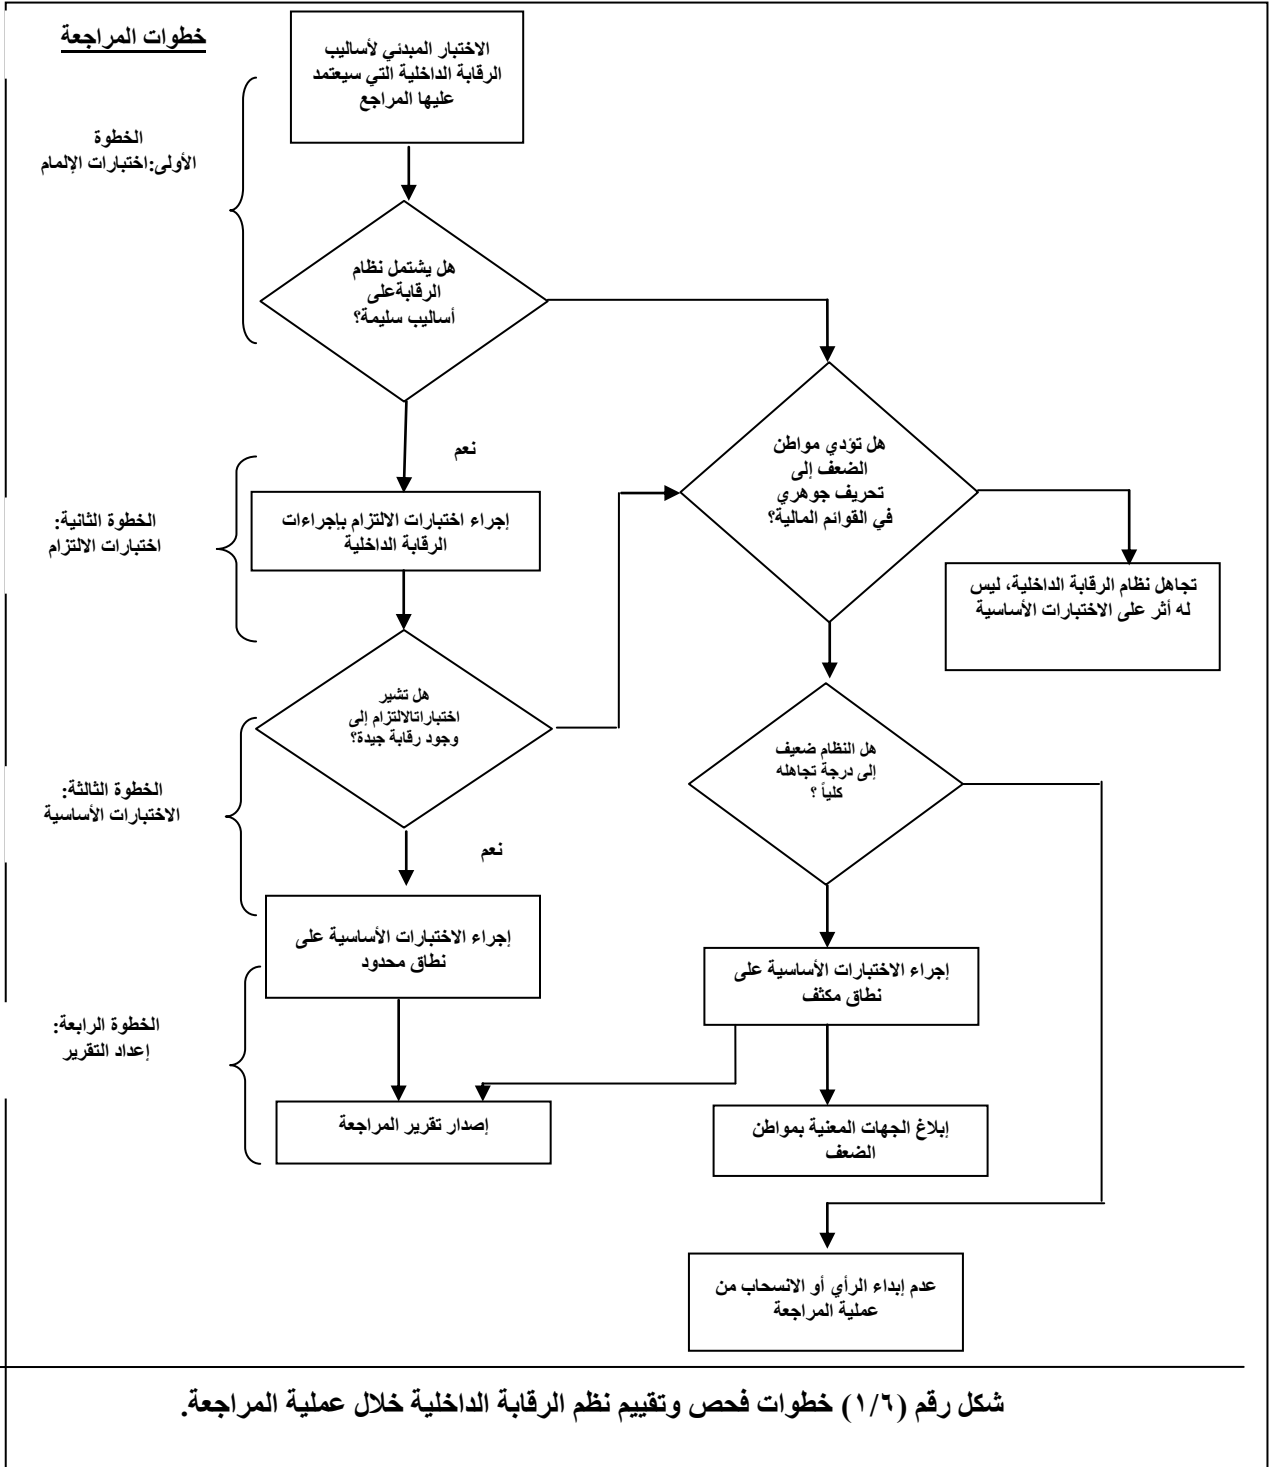 خطوات المراجعة
الاختبار المبدئي لأساليب
الرقابة الداخلية التي سيعتمد
عليها المراجع
الخطوة
الأولى:اختبارات الإلمام
هل يشتمل نظام
الرقابةعلى
أساليب سليمة؟
نعم
هل تؤدي مواطن
الضعف إلى
تحريف جوهري
في القوائم المالية؟
الخطوة الثانية:
اختبارات الالتزام
إجراء اختبارات الالتزام بإجراءات
الرقابة الداخلية
تجاهل نظام الرقابة الداخلية، ليس
له أثر على الاختبارات الأساسية
هل تشير
اختباراتالالتزام إلى
وجود رقابة جيدة؟
هل النظام ضعيف
إلى درجة تجاهله
كلياً ؟
الخطوة الثالثة:
الاختبارات الأساسية
نعم
إجراء الاختبارات الأساسية على
نطاق محدود
إجراء الاختبارات الأساسية على
نطاق مكثف
الخطوة الرابعة:
إعداد التقرير
إصدار تقرير المراجعة
إبلاغ الجهات المعنية بمواطن
الضعف
عدم إبداء الرأي أو الانسحاب من
عملية المراجعة
شكل رقم (١/٦) خطوات فحص وتقييم نظم الرقابة الداخلية خلال عملية المراجعة.